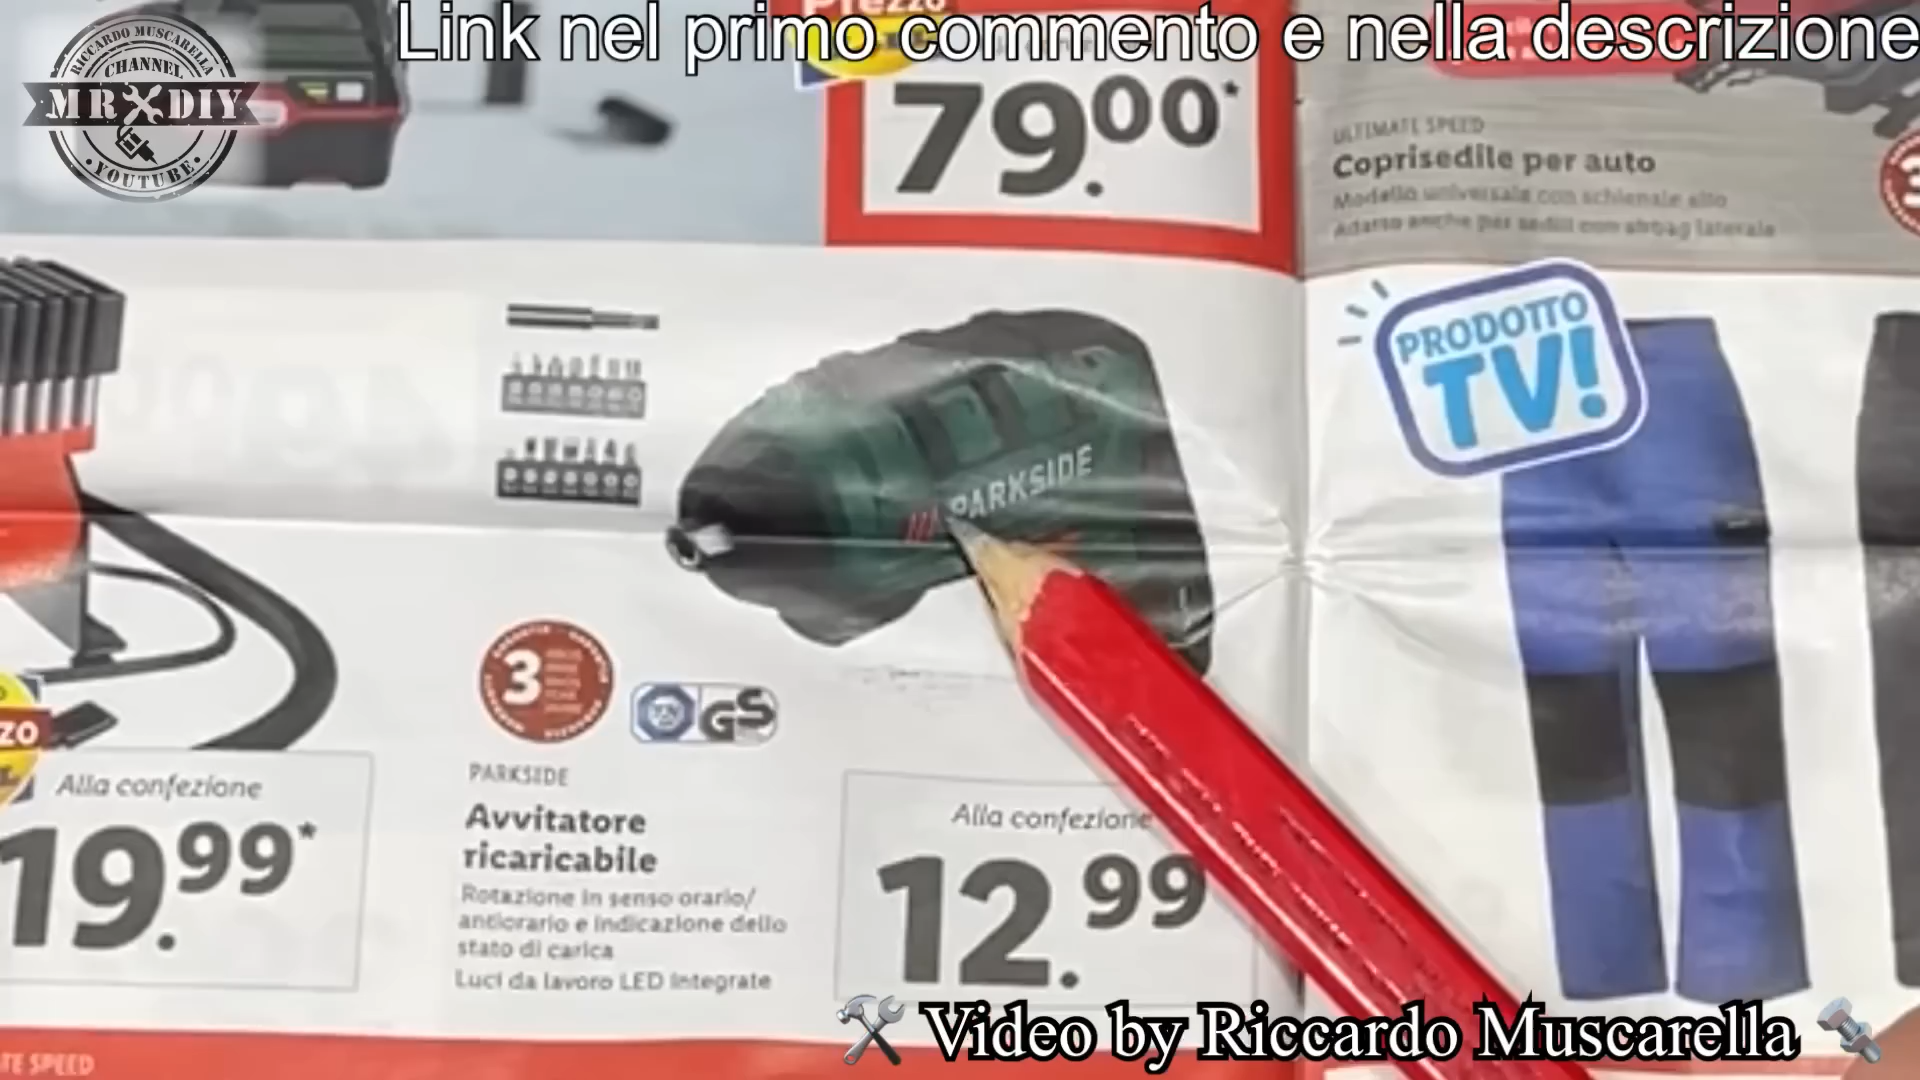 Link nel primo commento e nella descrizione
RICCARDO MUSCARELLA
CHANNEL
MR DIY
YOUTUBE
Prezzo
79.00*
ULTIMATE SPEED
Coprisedile per auto
Modello universale con schienale alto
Adatto anche per sedili con airbag laterale
PRODOTTO
TV!
PARKSIDE
3
GS
Alla confezione
19.99*
PARKSIDE
Avvitatore
ricaricabile
Rotazione in senso orario/
antiorario e indicazione dello
stato di carica
Luci da lavoro LED integrate
Alla confezione
12.99
Video by Riccardo Muscarella
SPEED